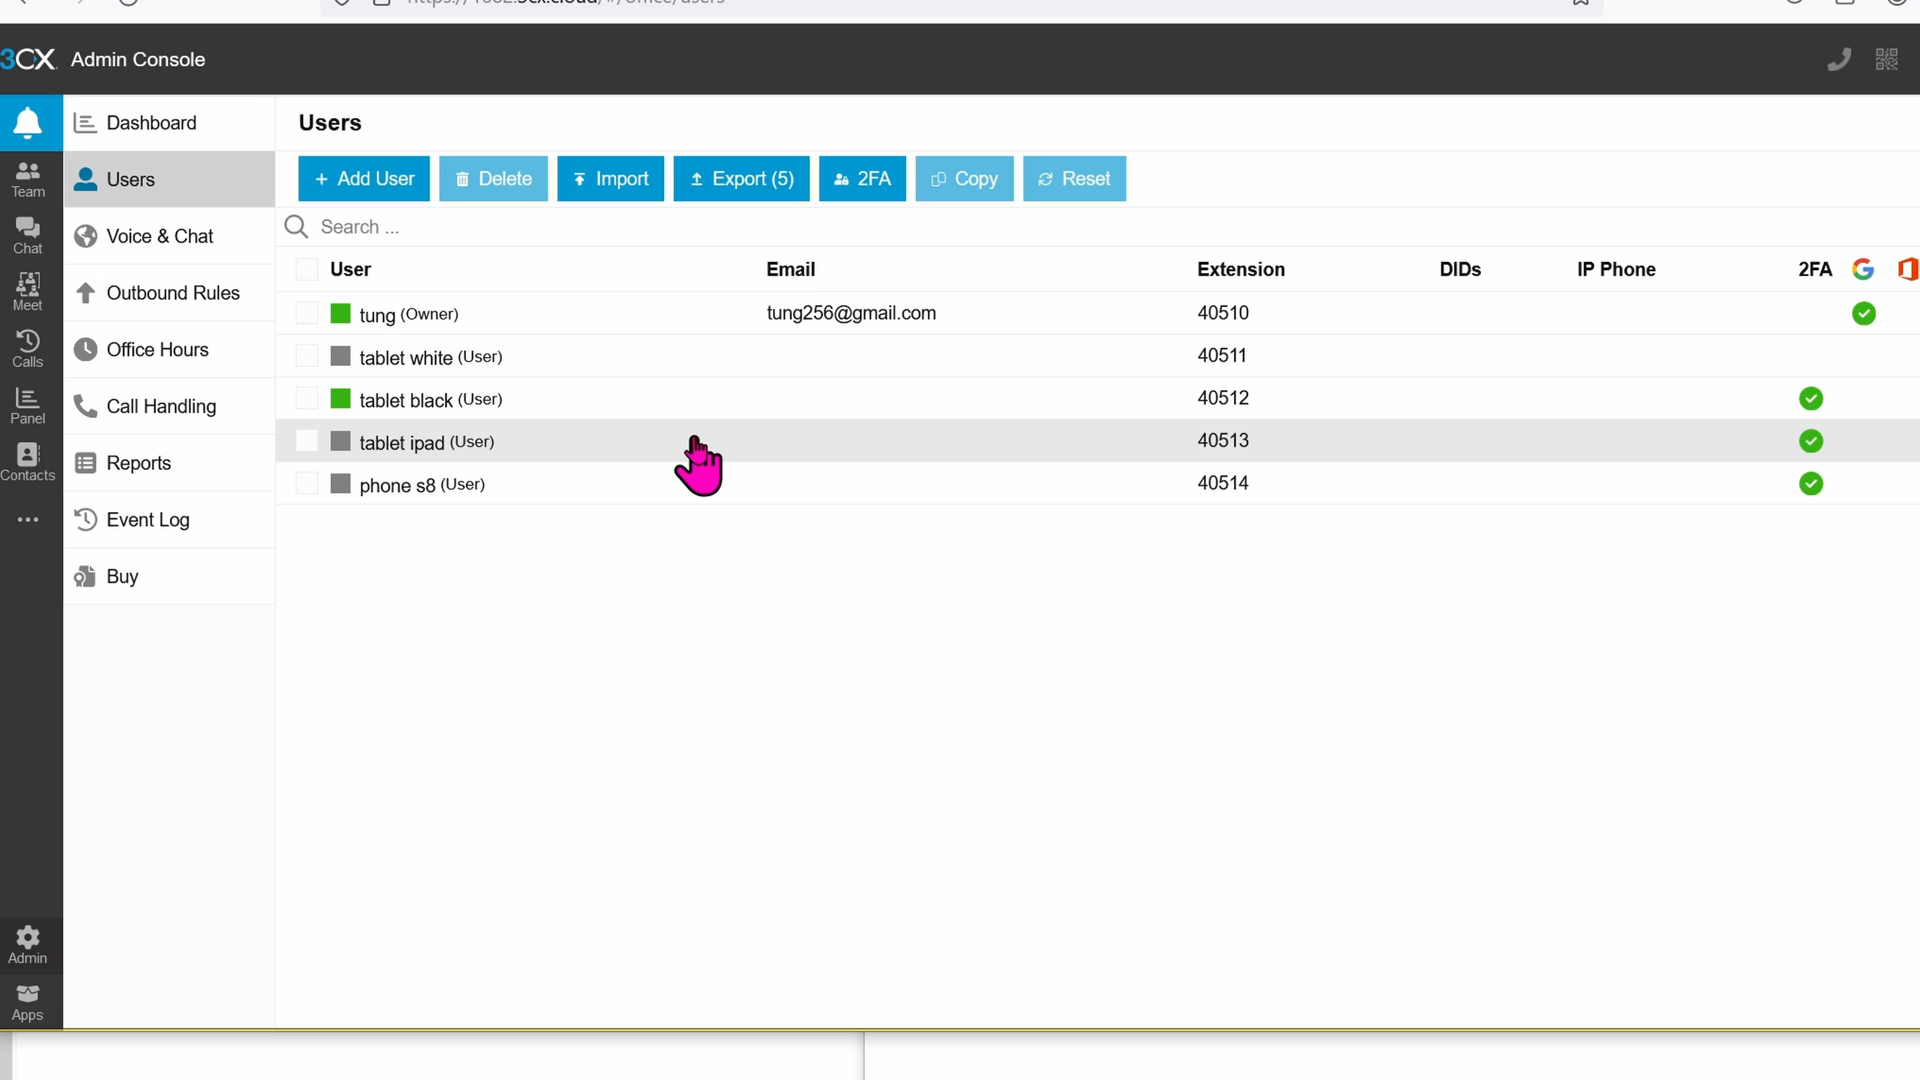 3CX Admin Console
Dashboard
Users
Voice & Chat
Outbound Rules
Office Hours
Call Handling
Reports
Event Log
Buy
Team
Chat
Meet
Calls
Panel
Contacts
Admin
Apps
Users
+ Add User Delete Import Export (5) 2FA Copy Reset
Search ...
User Email Extension DIDs IP Phone 2FA
tung (Owner) tung256@gmail.com 40510
tablet white (User) 40511
tablet black (User) 40512
tablet ipad (User) 40513
phone s8 (User) 40514